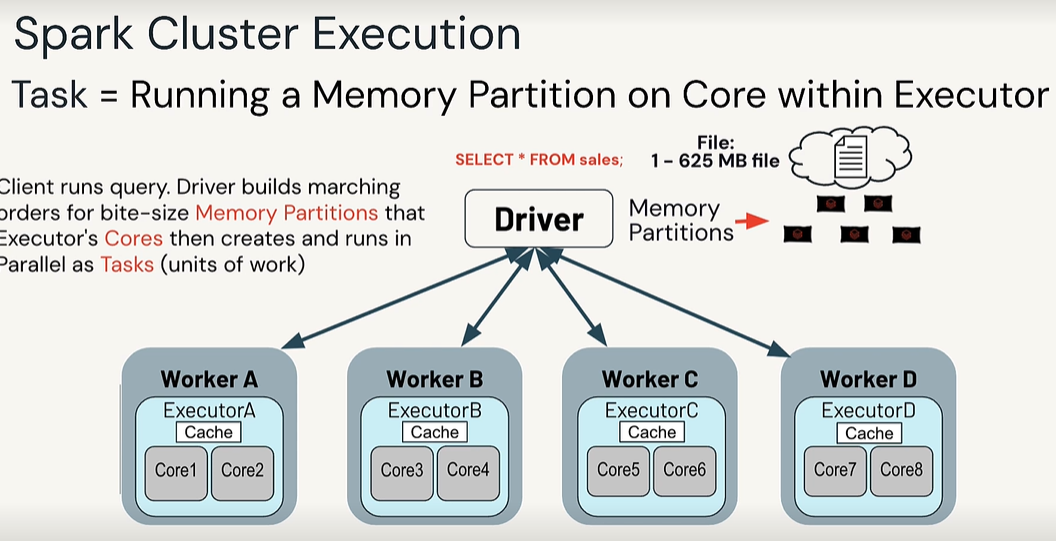 Spark Cluster Execution
Task = Running a Memory Partition on Core within Executor
SELECT * FROM sales;
File:
1 – 625 MB file
Client runs query. Driver builds marching
orders for bite-size Memory Partitions that
Executor's Cores then creates and runs in
Parallel as Tasks (units of work)
Driver
Memory
Partitions
Worker A
ExecutorA
Cache
Core1
Core2
Worker B
ExecutorB
Cache
Core3
Core4
Worker C
ExecutorC
Cache
Core5
Core6
Worker D
ExecutorD
Cache
Core7
Core8